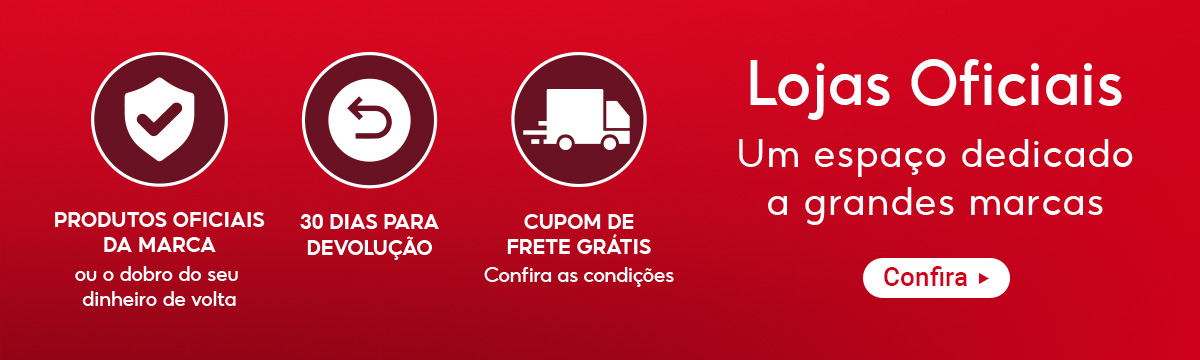 PRODUTOS OFICIAIS
DA MARCA
ou o dobro do seu
dinheiro de volta
30 DIAS PARA
DEVOLUÇÃO
CUPOM DE
FRETE GRÁTIS
Confira as condições
Lojas Oficiais
Um espaço dedicado
a grandes marcas
Confira